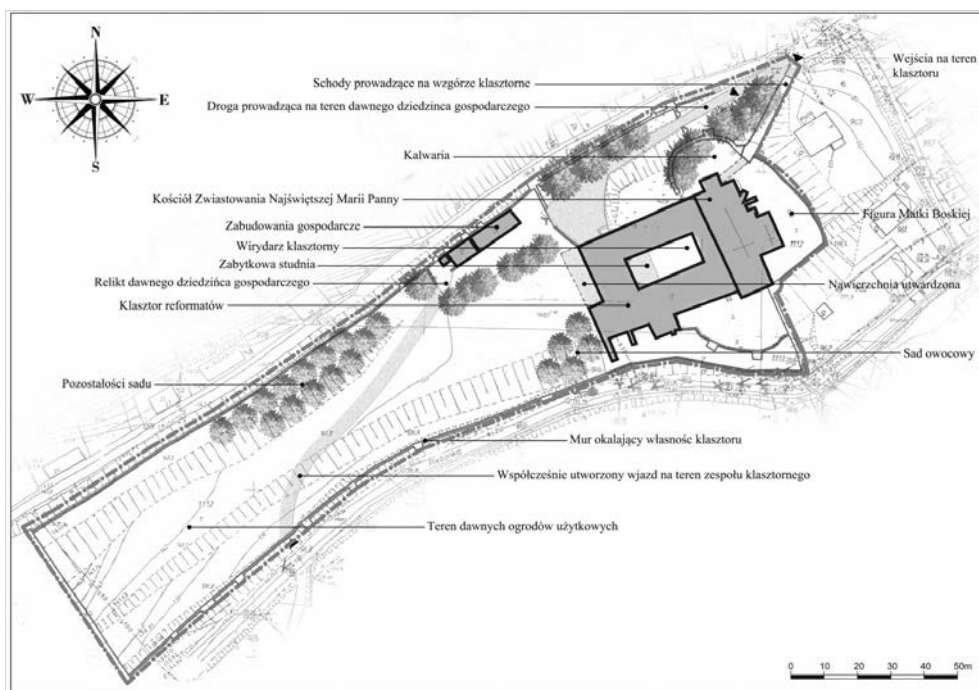 N
W E
S
Wejścia na teren
klasztoru
Schody prowadzące na wzgórze klasztorne
Droga prowadząca na teren dawnego dziedzinca gospodarczego
Kalwaria
Kościół Zwiastowania Najświętszej Marii Panny
Zabudowania gospodarcze
Figura Matki Boskiej
Wirydarz klasztorny
Zabytkowa studnia
Relikt dawnego dziedzińca gospodarczego
Nawierzchnia utwardzona
Klasztor reformatów
Sad owocowy
Pozostałości sadu
Mur okalający własność klasztoru
Współcześnie utworzony wjazd na teren zespołu klasztornego
Teren dawnych ogrodów użytkowych
0 10 20 30 40 50m